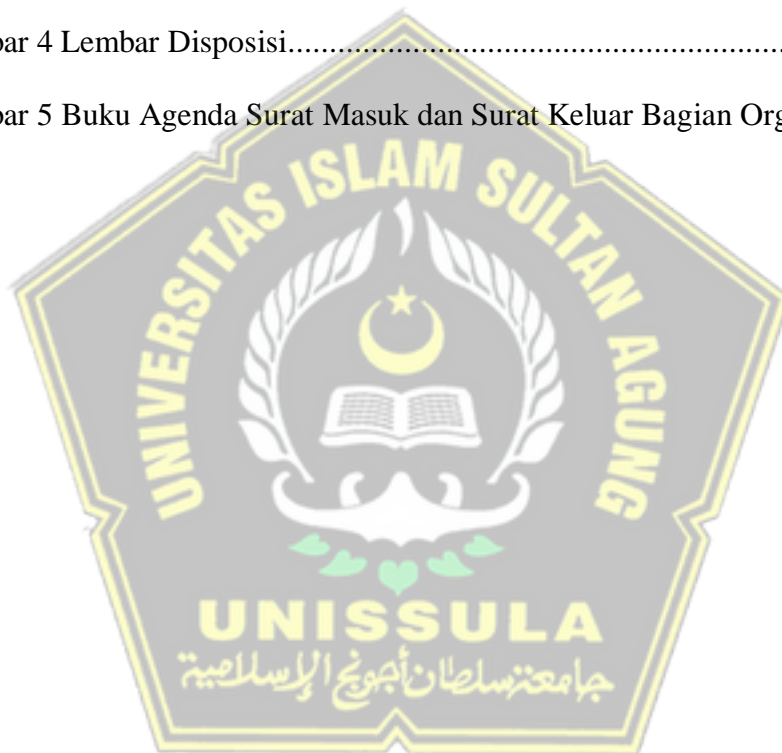 bar 4 Lembar Disposisi.......................................................................
bar 5 Buku Agenda Surat Masuk dan Surat Keluar Bagian Org
UNIVERSITAS ISLAM SULTAN AGUNG
UNISSULA
جامعة سلطان أجونج الإسلامية